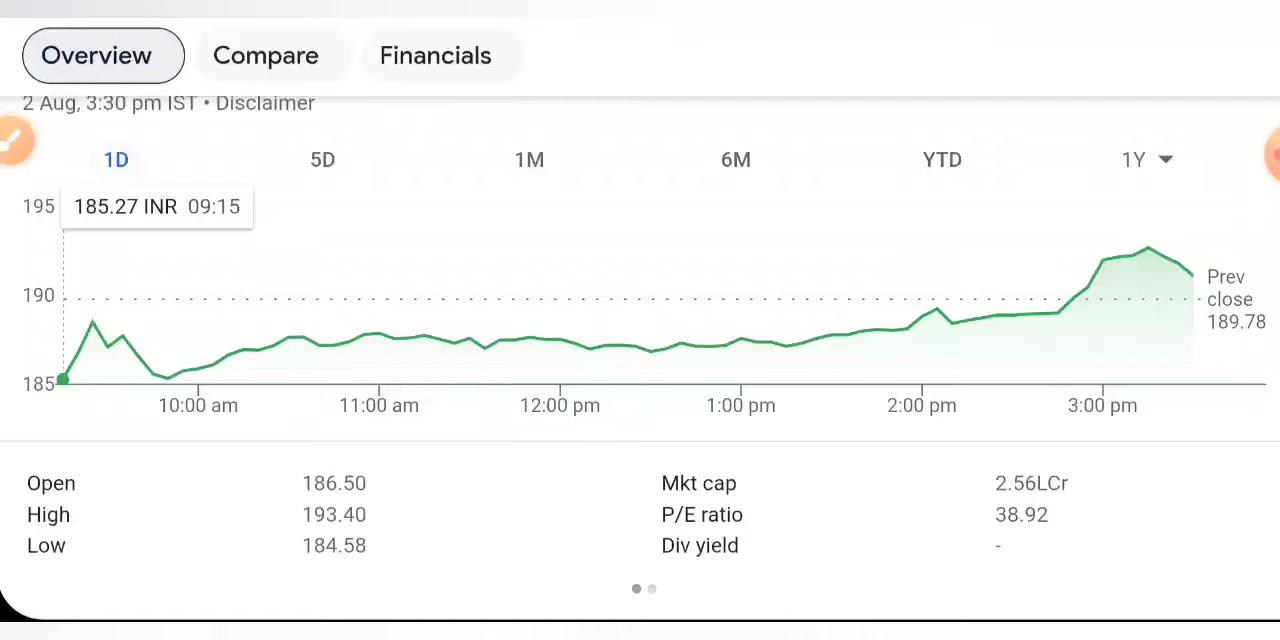 Overview Compare Financials
2 Aug, 3:30 pm IST • Disclaimer
1D 5D 1M 6M YTD 1Y
195
185.27 INR 09:15
190
185
Prev
close
189.78
10:00 am 11:00 am 12:00 pm 1:00 pm 2:00 pm 3:00 pm
Open 186.50 Mkt cap 2.56LCr
High 193.40 P/E ratio 38.92
Low 184.58 Div yield -